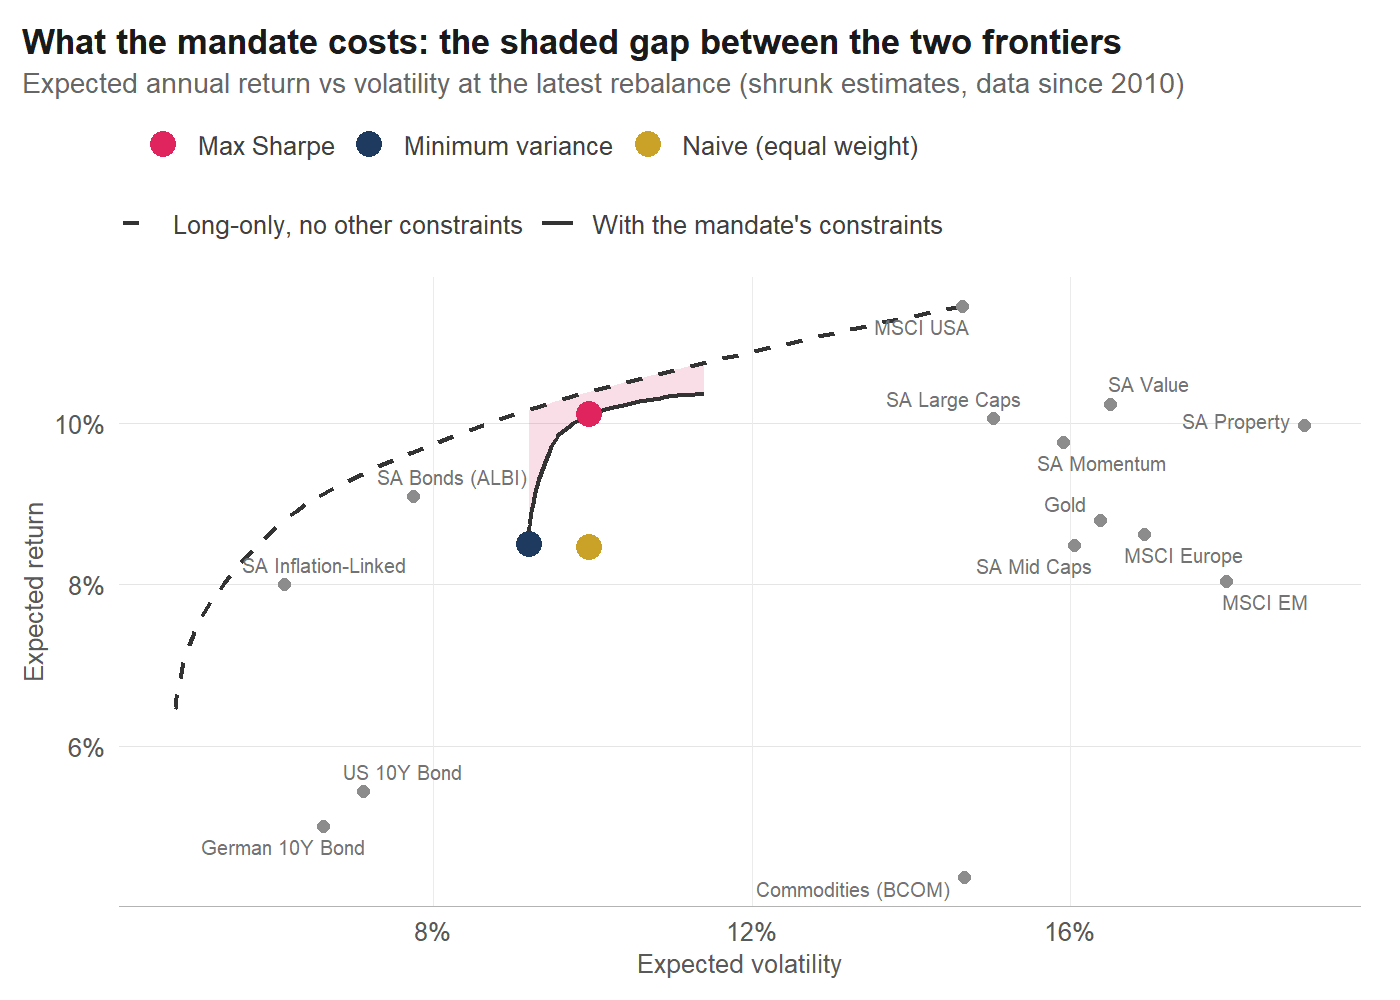 What the mandate costs: the shaded gap between the two frontiers
Expected annual return vs volatility at the latest rebalance (shrunk estimates, data since 2010)
Max Sharpe
Minimum variance
Naive (equal weight)
Long-only, no other constraints
With the mandate's constraints
MSCI USA
SA Value
SA Large Caps
SA Property
10%
SA Momentum
SA Bonds (ALBI)
Gold
MSCI Europe
SA Inflation-Linked
SA Mid Caps
8%
MSCI EM
Expected return
6%
US 10Y Bond
German 10Y Bond
Commodities (BCOM)
8%
12%
16%
Expected volatility